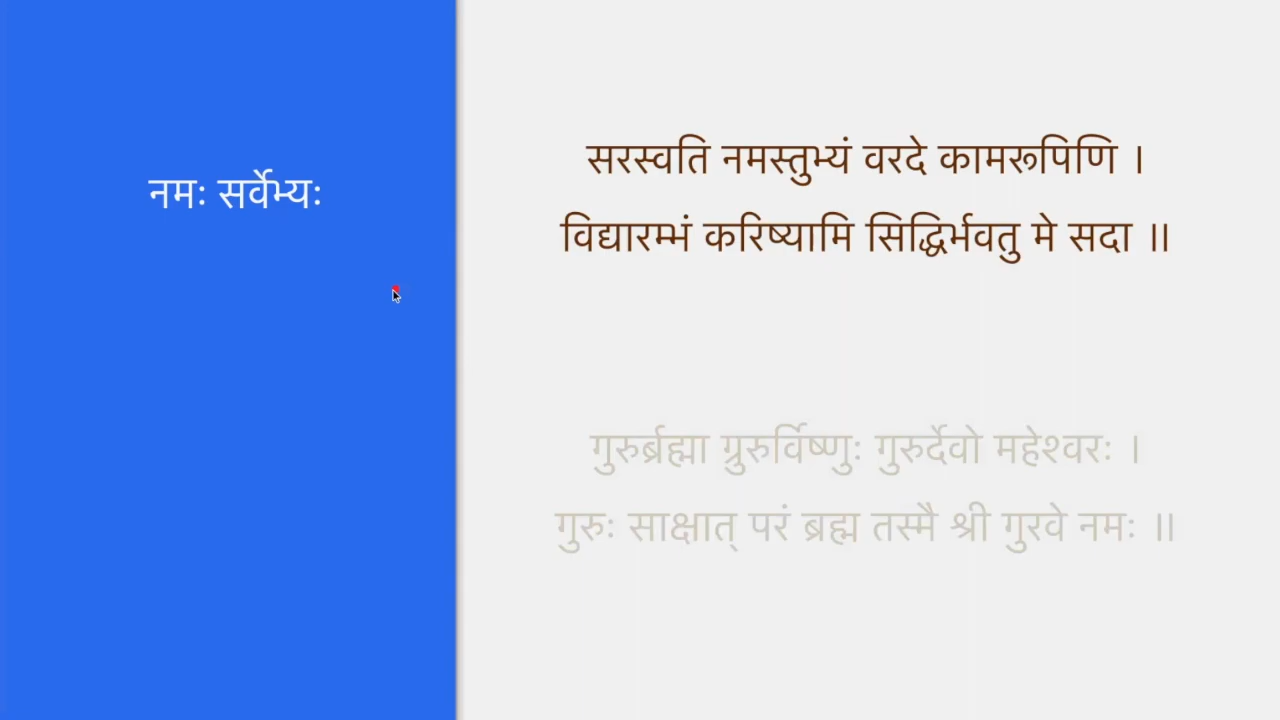 नमः सर्वेभ्यः
सरस्वति नमस्तुभ्यं वरदे कामरूपिणि ।
विद्यारम्भं करिष्यामि सिद्धिर्भवतु मे सदा ॥
गुरुर्ब्रह्मा ग्रुरुर्विष्णुः गुरुर्देवो महेश्वरः ।
गुरुः साक्षात् परं ब्रह्म तस्मै श्री गुरवे नमः ॥